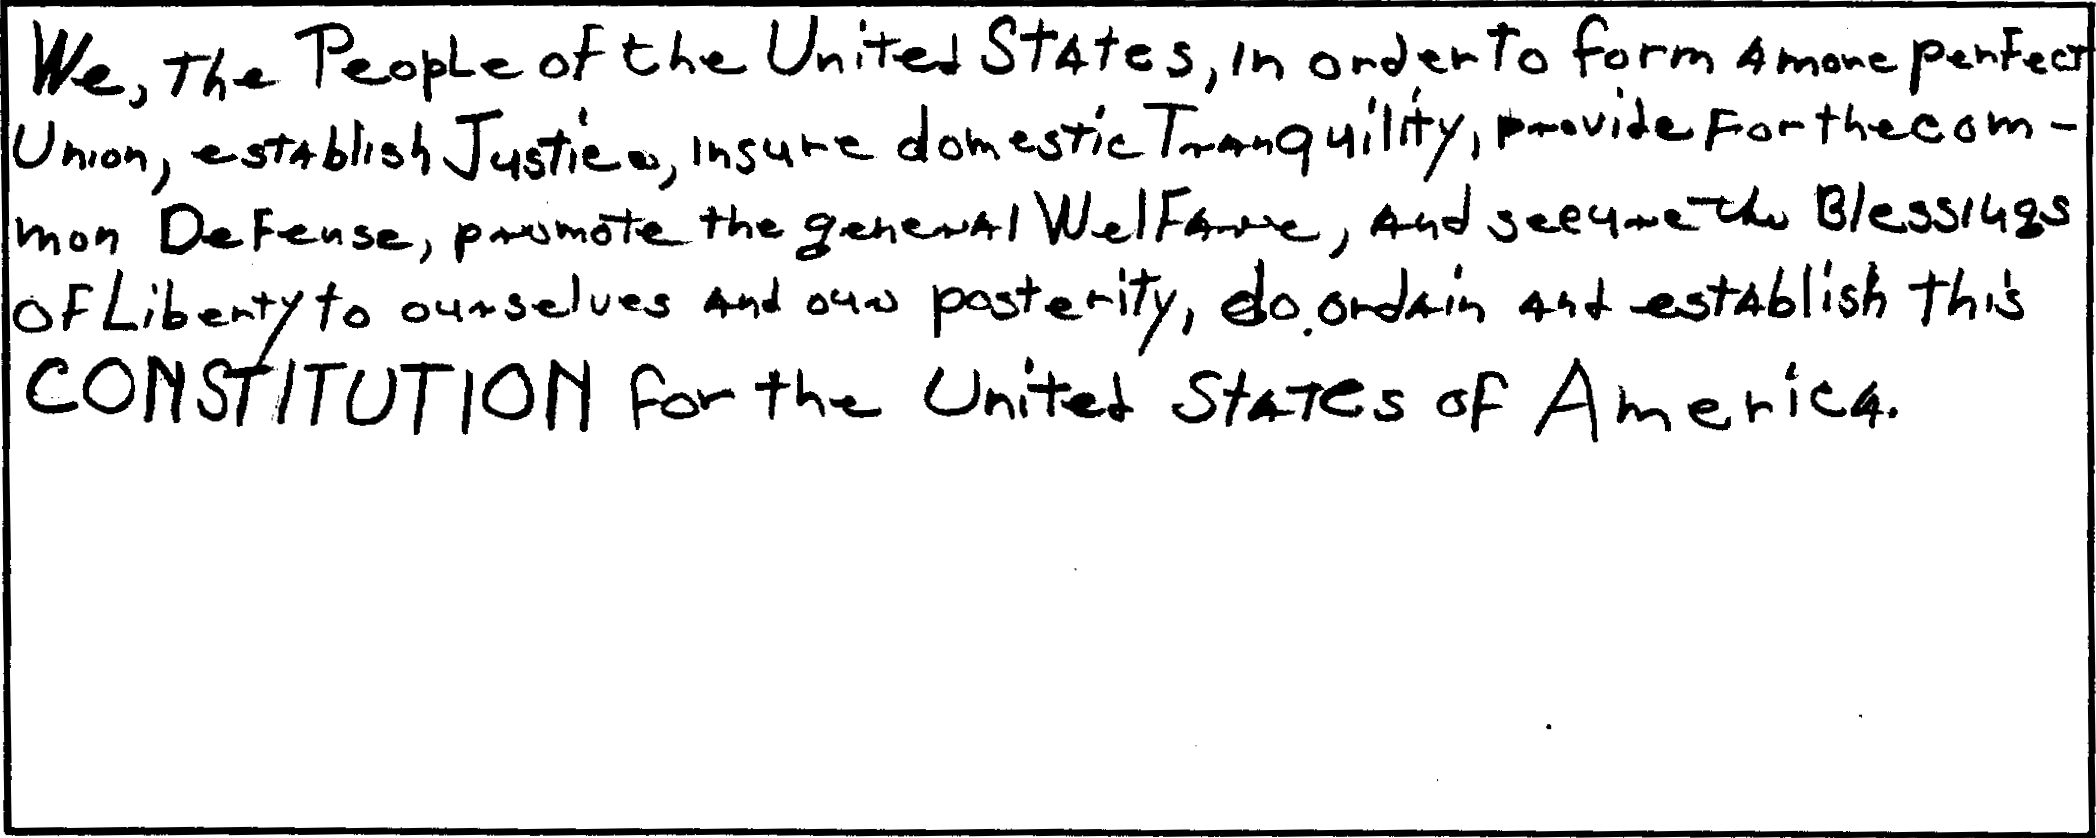 We, the People of the United States, in order to form a more perfect
Union, establish Justice, insure domestic Tranquility, provide for the com-
mon Defense, promote the general Welfare, and secure the Blessings
of Liberty to ourselves and our posterity, do ordain and establish this
CONSTITUTION for the United States of America.